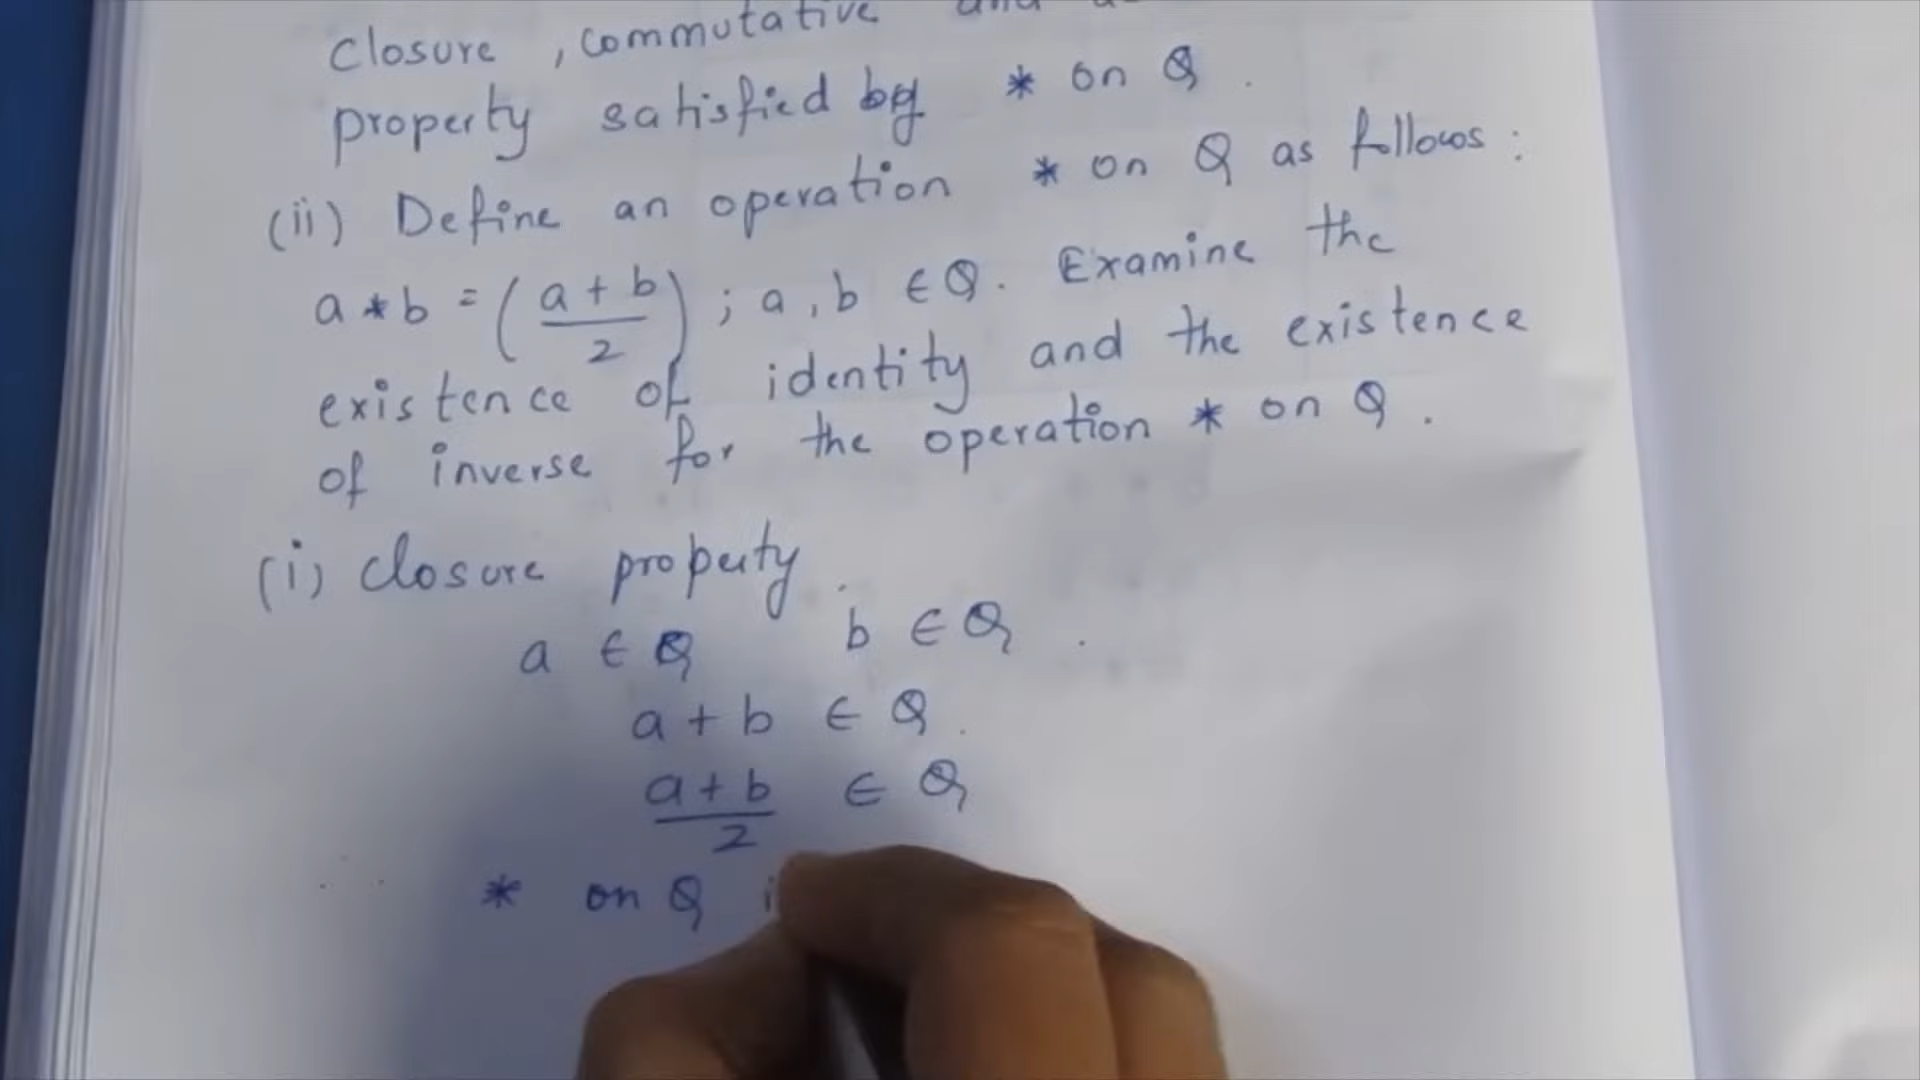 closure, commutative and
property satisfied by * on Q.
(ii) Define an operation * on Q as follows:
a * b = (a + b / 2); a, b ∈ Q. Examine the
existence of identity and the existence
of inverse for the operation * on Q.
(i) closure property.
a ∈ Q b ∈ Q.
a + b ∈ Q.
a + b / 2 ∈ Q
* on Q